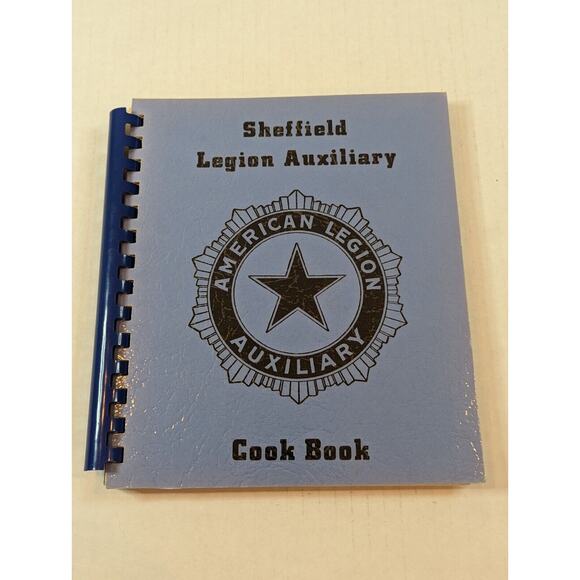 Sheffield
Legion Auxiliary
AMERICAN LEGION
AUXILIARY
Cook Book